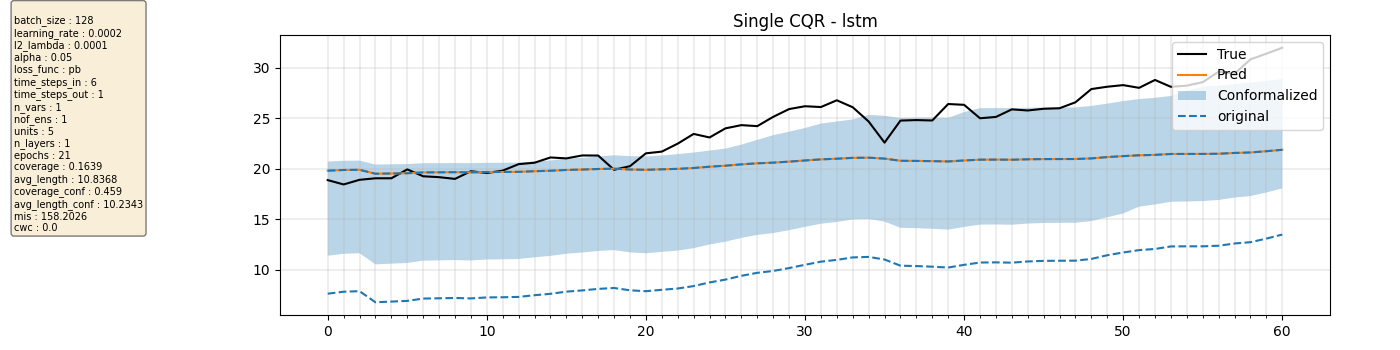 batch_size : 128
learning_rate : 0.0002
l2_lambda : 0.0001
alpha : 0.05
loss_func : pb
time_steps_in : 6
time_steps_out : 1
n_vars : 1
nof_ens : 1
units : 5
n_layers : 1
epochs : 21
coverage : 0.1639
avg_length : 10.8368
coverage_conf : 0.459
avg_length_conf : 10.2343
mis : 158.2026
cwc : 0.0
Single CQR - lstm
True
Pred
Conformalized
original
30
25
20
15
10
0 10 20 30 40 50 60